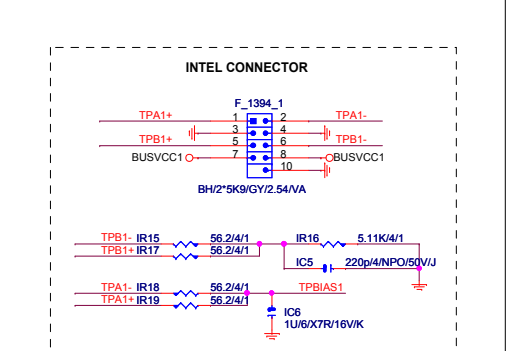 INTEL CONNECTOR
F_1394_1
TPA1+ 1 2 TPA1-
3 4
TPB1+ 5 6 TPB1-
BUSVCC1 7 8 BUSVCC1
10
BH/2*5K9/GY/2.54/VA
TPB1- IR15 56.2/4/1 IR16 5.11K/4/1
TPB1+ IR17 56.2/4/1
IC5 220p/4/NPO/50V/J
TPA1- IR18 56.2/4/1 TPBIAS1
TPA1+ IR19 56.2/4/1
IC6
1U/6/X7R/16V/K